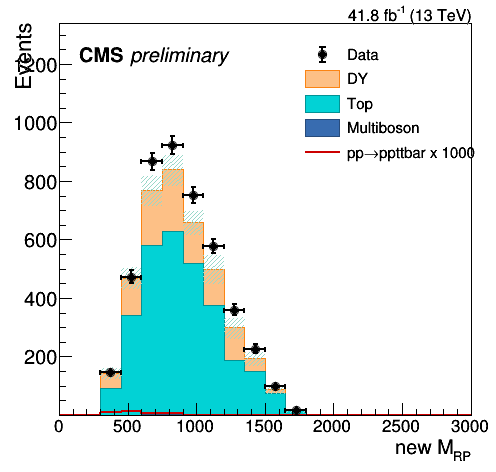 41.8 fb⁻¹ (13 TeV)
Events
CMS preliminary
Data
DY
Top
Multiboson
pp→ppttbar x 1000
1200
1000
800
600
400
200
0 500 1000 1500 2000 2500 3000
new M_RP